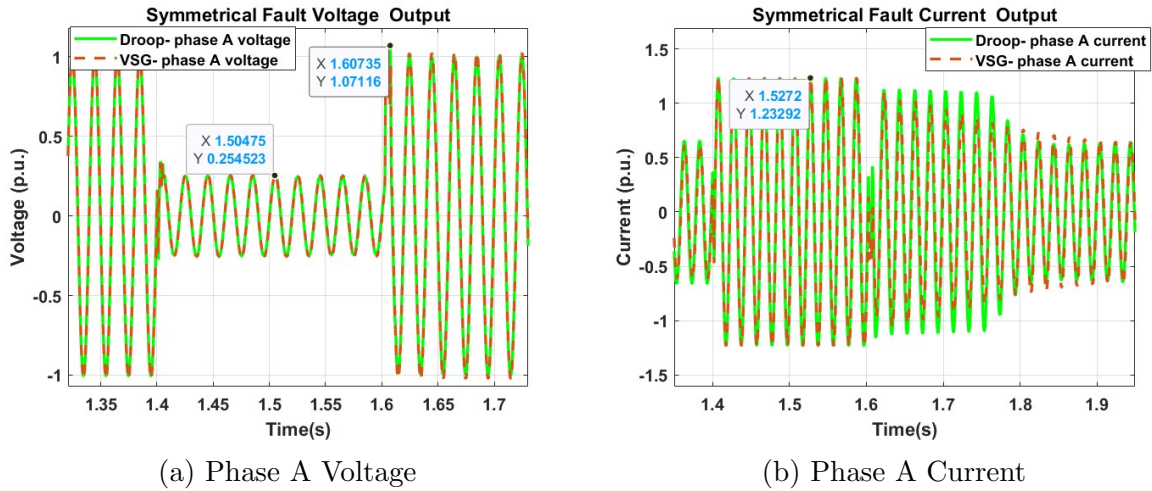 Symmetrical Fault Voltage  Output
Droop- phase A voltage
VSG- phase A voltage
X 1.60735
Y 1.07116
X 1.50475
Y 0.254523
1
0.5
0
-0.5
-1
Voltage (p.u.)
1.35 1.4 1.45 1.5 1.55 1.6 1.65 1.7
Time(s)
(a) Phase A Voltage
Symmetrical Fault Current  Output
Droop- phase A current
VSG- phase A current
X 1.5272
Y 1.23292
1.5
1
0.5
0
-0.5
-1
-1.5
Current (p.u.)
1.4 1.5 1.6 1.7 1.8 1.9
Time(s)
(b) Phase A Current